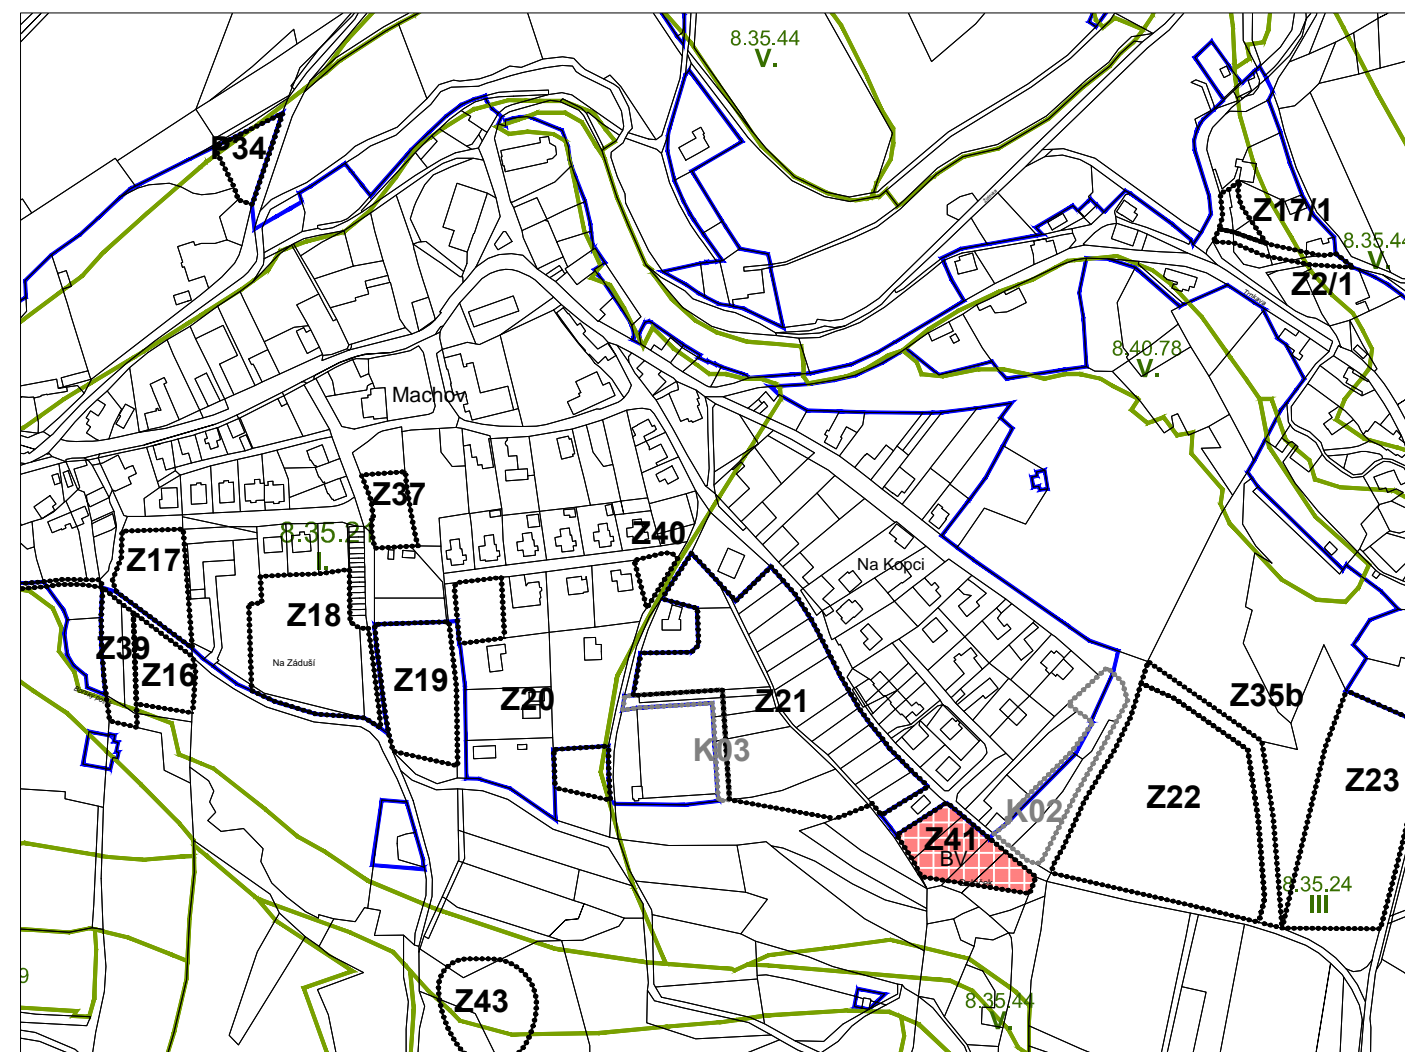 8.35.44
V.
P34
Z17/1
8.35.44
V.
Z2/1
8.40.78
V.
Machov
Z37
8.35.21
I.
Z40
Na Kopci
Z17
Z18
Z39
Z16
Na Záduší
Z19
Z20
Z21
Z35b
K03
Z22
Z23
K02
Z41
BV
8.35.24
III
9
Z43
8.35.44
V.